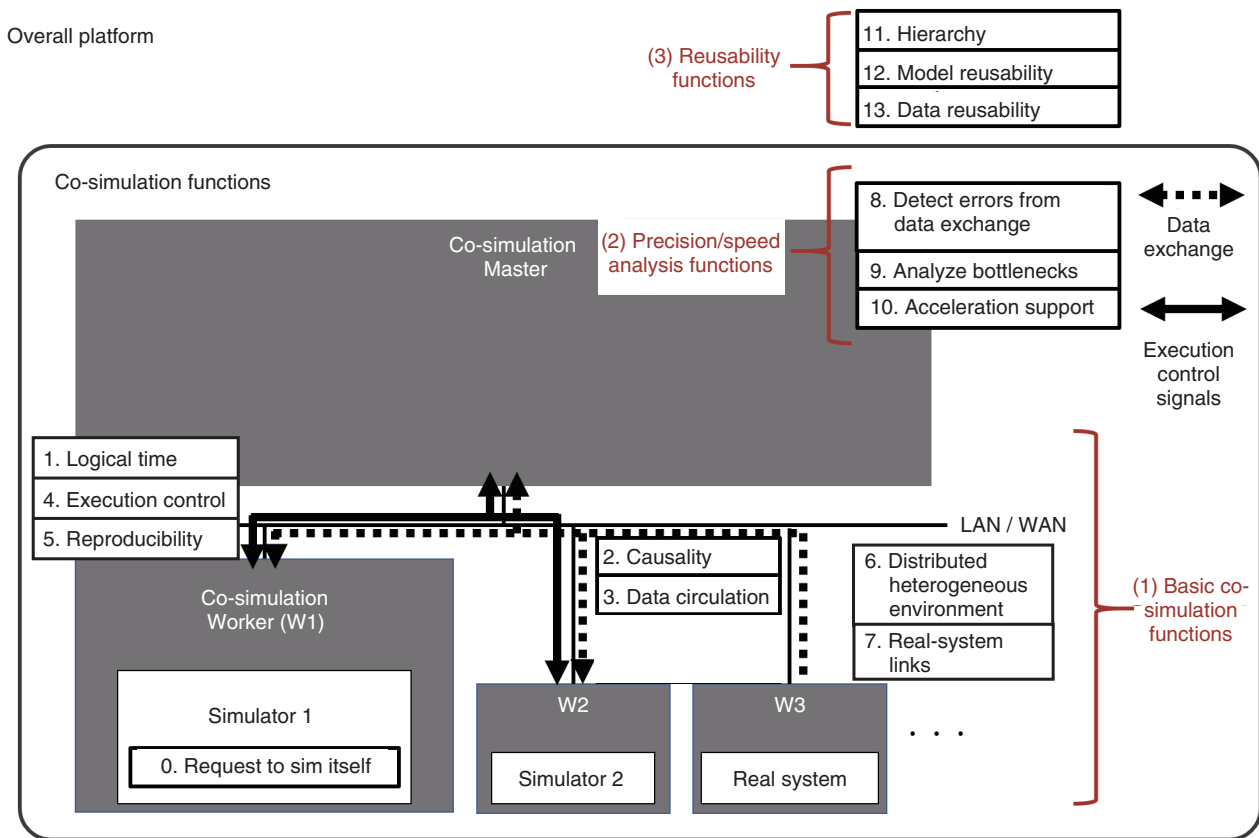 Overall platform
(3) Reusability
functions
11. Hierarchy
12. Model reusability
13. Data reusability
Co-simulation functions
Co-simulation
Master
(2) Precision/speed
analysis functions
8. Detect errors from
data exchange
9. Analyze bottlenecks
10. Acceleration support
Data
exchange
Execution
control
signals
1. Logical time
4. Execution control
5. Reproducibility
LAN / WAN
2. Causality
3. Data circulation
6. Distributed
heterogeneous
environment
7. Real-system
links
(1) Basic co-
simulation
functions
Co-simulation
Worker (W1)
Simulator 1
0. Request to sim itself
W2
Simulator 2
W3
Real system
. . .